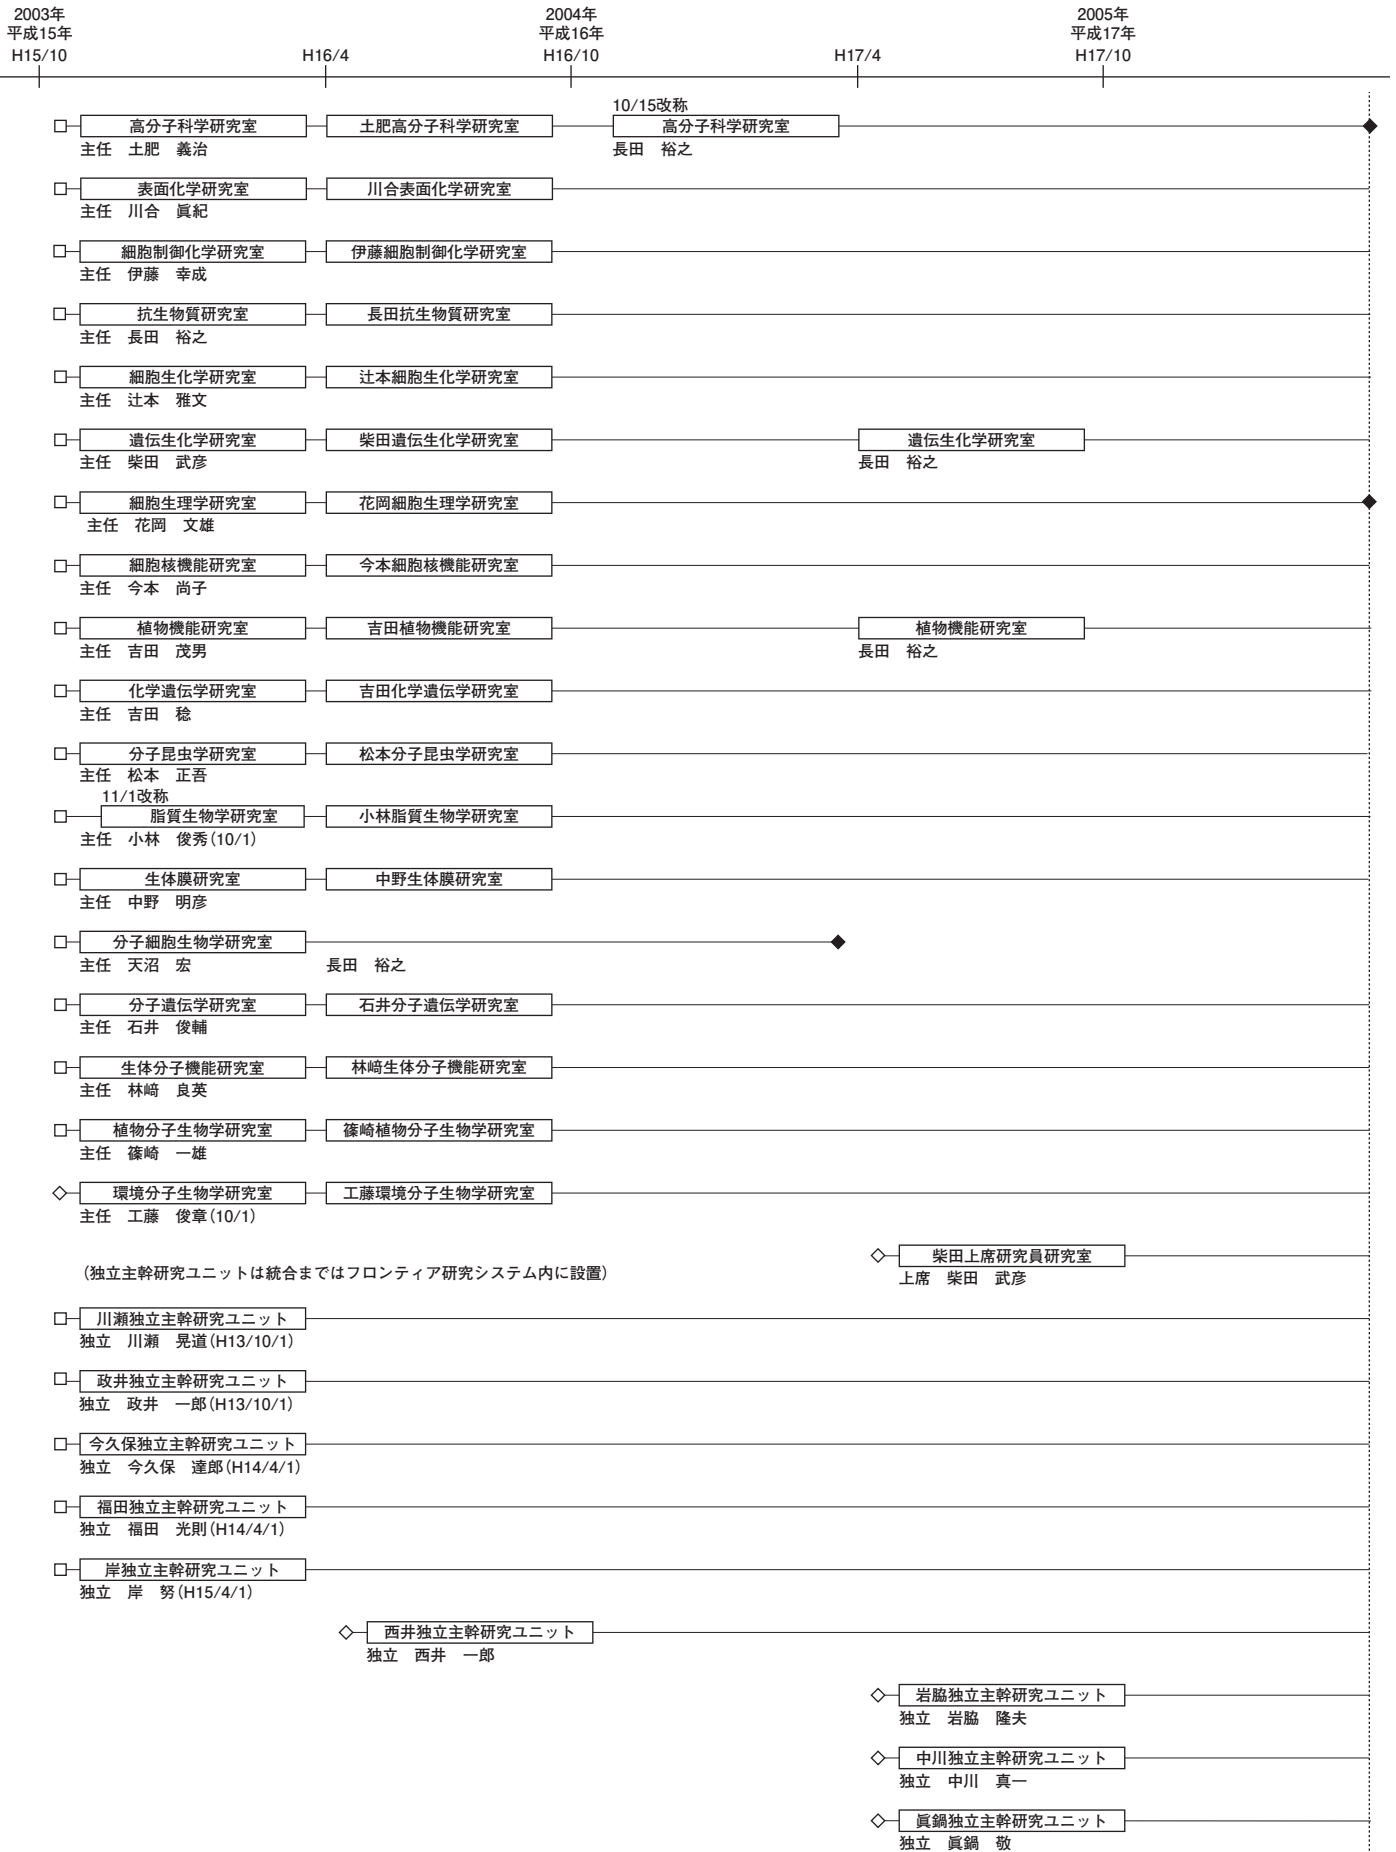 2003年
平成15年
H15/10
H16/4
2004年
平成16年
H16/10
H17/4
2005年
平成17年
H17/10
10/15改称
高分子科学研究室
土肥高分子科学研究室
高分子科学研究室
主任　土肥　義治
長田　裕之
表面化学研究室
川合表面化学研究室
主任　川合　眞紀
細胞制御化学研究室
伊藤細胞制御化学研究室
主任　伊藤　幸成
抗生物質研究室
長田抗生物質研究室
主任　長田　裕之
細胞生化学研究室
辻本細胞生化学研究室
主任　辻本　雅文
遺伝生化学研究室
柴田遺伝生化学研究室
遺伝生化学研究室
主任　柴田　武彦
長田　裕之
細胞生理学研究室
花岡細胞生理学研究室
主任　花岡　文雄
細胞核機能研究室
今本細胞核機能研究室
主任　今本　尚子
植物機能研究室
吉田植物機能研究室
植物機能研究室
主任　吉田　茂男
長田　裕之
化学遺伝学研究室
吉田化学遺伝学研究室
主任　吉田　稔
分子昆虫学研究室
松本分子昆虫学研究室
主任　松本　正吾
11/1改称
脂質生物学研究室
小林脂質生物学研究室
主任　小林　俊秀(10/1)
生体膜研究室
中野生体膜研究室
主任　中野　明彦
分子細胞生物学研究室
主任　天沼　宏
長田　裕之
分子遺伝学研究室
石井分子遺伝学研究室
主任　石井　俊輔
生体分子機能研究室
林﨑生体分子機能研究室
主任　林﨑　良英
植物分子生物学研究室
篠崎植物分子生物学研究室
主任　篠崎　一雄
環境分子生物学研究室
工藤環境分子生物学研究室
主任　工藤　俊章(10/1)
柴田上席研究員研究室
上席　柴田　武彦
(独立主幹研究ユニットは統合まではフロンティア研究システム内に設置)
川瀬独立主幹研究ユニット
独立　川瀬　晃道(H13/10/1)
政井独立主幹研究ユニット
独立　政井　一郎(H13/10/1)
今久保独立主幹研究ユニット
独立　今久保　達郎(H14/4/1)
福田独立主幹研究ユニット
独立　福田　光則(H14/4/1)
岸独立主幹研究ユニット
独立　岸　努(H15/4/1)
西井独立主幹研究ユニット
独立　西井　一郎
岩脇独立主幹研究ユニット
独立　岩脇　隆夫
中川独立主幹研究ユニット
独立　中川　真一
眞鍋独立主幹研究ユニット
独立　眞鍋　敬